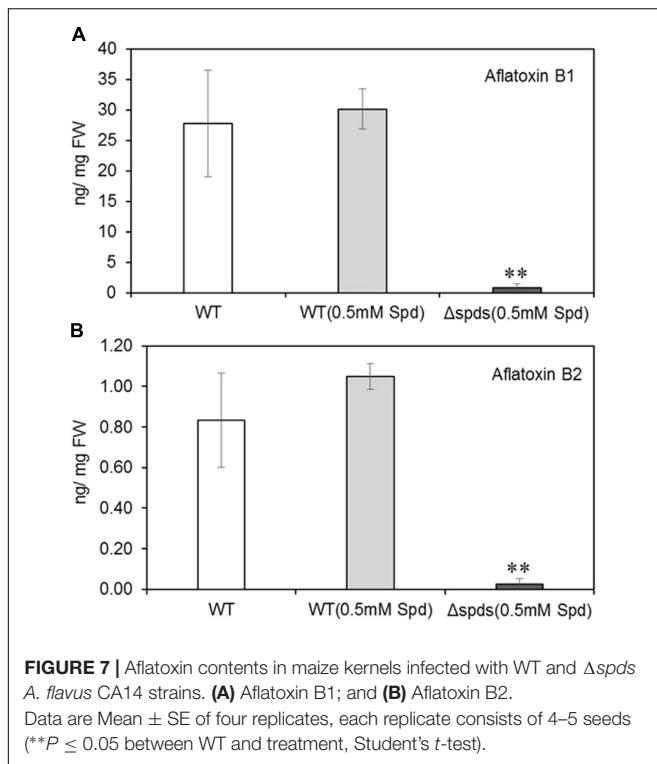 A
40
35
30
25
20
15
10
5
0
ng/ mg FW
Aflatoxin B1
**
WT WT(0.5mM Spd) Δspds(0.5mM Spd)
B
1.20
1.00
0.80
0.60
0.40
0.20
0.00
ng/ mg FW
Aflatoxin B2
**
WT WT(0.5mM Spd) Δspds(0.5mM Spd)
FIGURE 7 | Aflatoxin contents in maize kernels infected with WT and Δspds
A. flavus CA14 strains. (A) Aflatoxin B1; and (B) Aflatoxin B2.
Data are Mean ± SE of four replicates, each replicate consists of 4–5 seeds
(**P ≤ 0.05 between WT and treatment, Student's t-test).